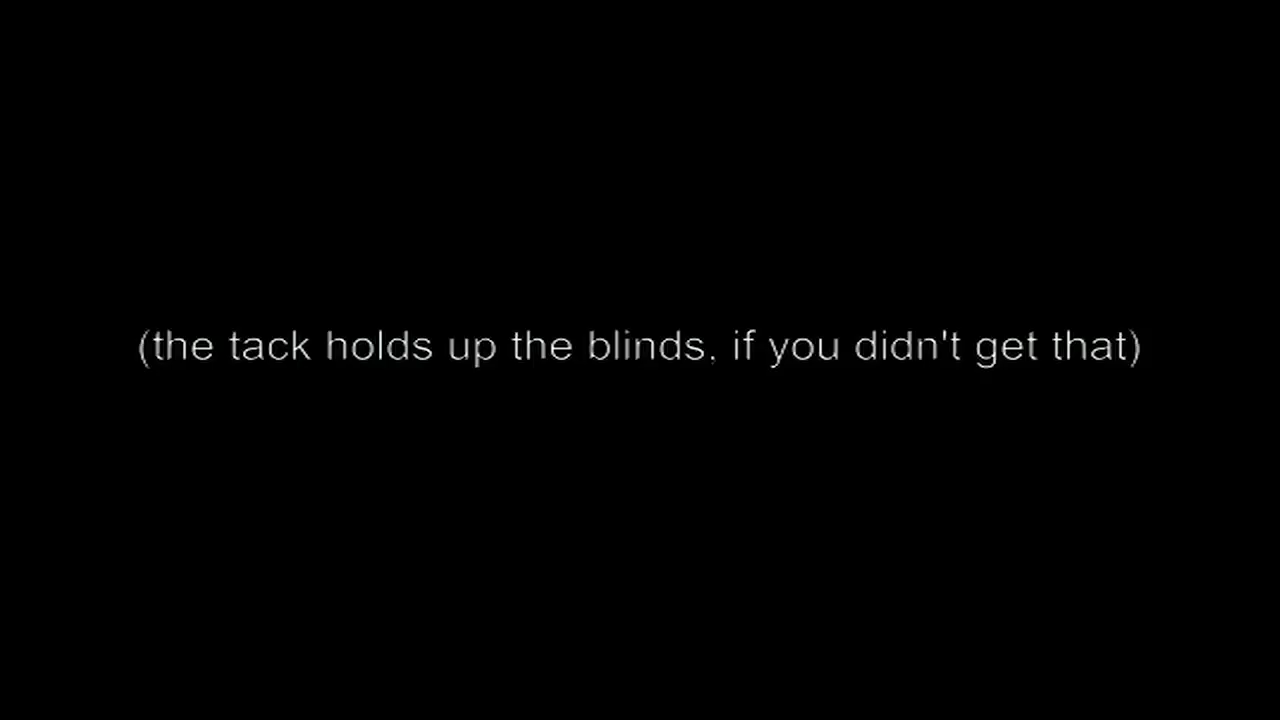 (the tack holds up the blinds, if you didn't get that)